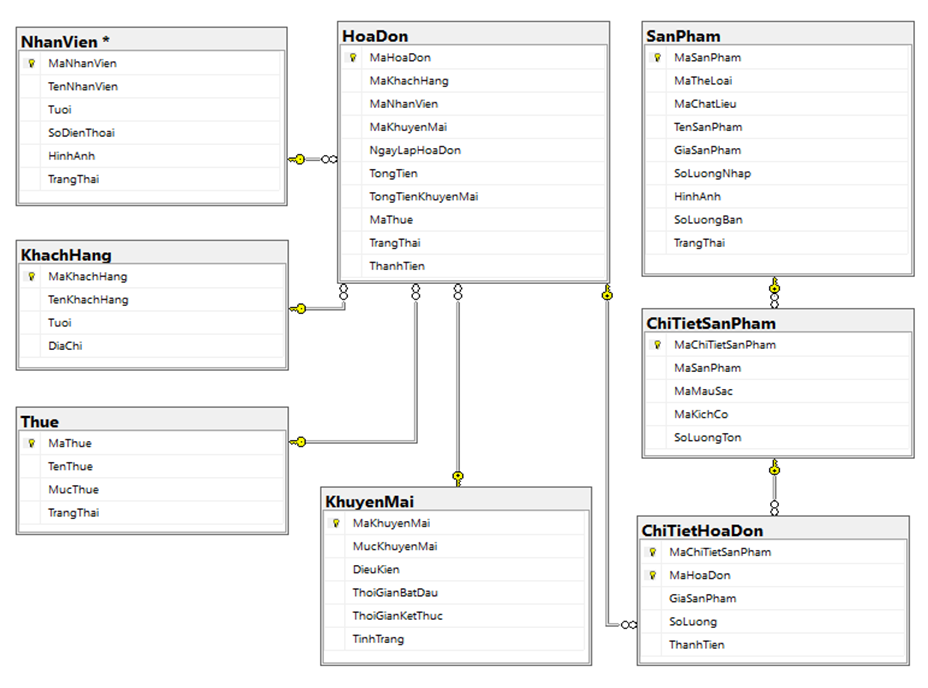 NhanVien *
MaNhanVien
TenNhanVien
Tuoi
SoDienThoai
HinhAnh
TrangThai
KhachHang
MaKhachHang
TenKhachHang
Tuoi
DiaChi
Thue
MaThue
TenThue
MucThue
TrangThai
HoaDon
MaHoaDon
MaKhachHang
MaNhanVien
MaKhuyenMai
NgayLapHoaDon
TongTien
TongTienKhuyenMai
MaThue
TrangThai
ThanhTien
KhuyenMai
MaKhuyenMai
MucKhuyenMai
DieuKien
ThoiGianBatDau
ThoiGianKetThuc
TinhTrang
SanPham
MaSanPham
MaTheLoai
MaChatLieu
TenSanPham
GiaSanPham
SoLuongNhap
HinhAnh
SoLuongBan
TrangThai
ChiTietSanPham
MaChiTietSanPham
MaSanPham
MaMauSac
MaKichCo
SoLuongTon
ChiTietHoaDon
MaChiTietSanPham
MaHoaDon
GiaSanPham
SoLuong
ThanhTien